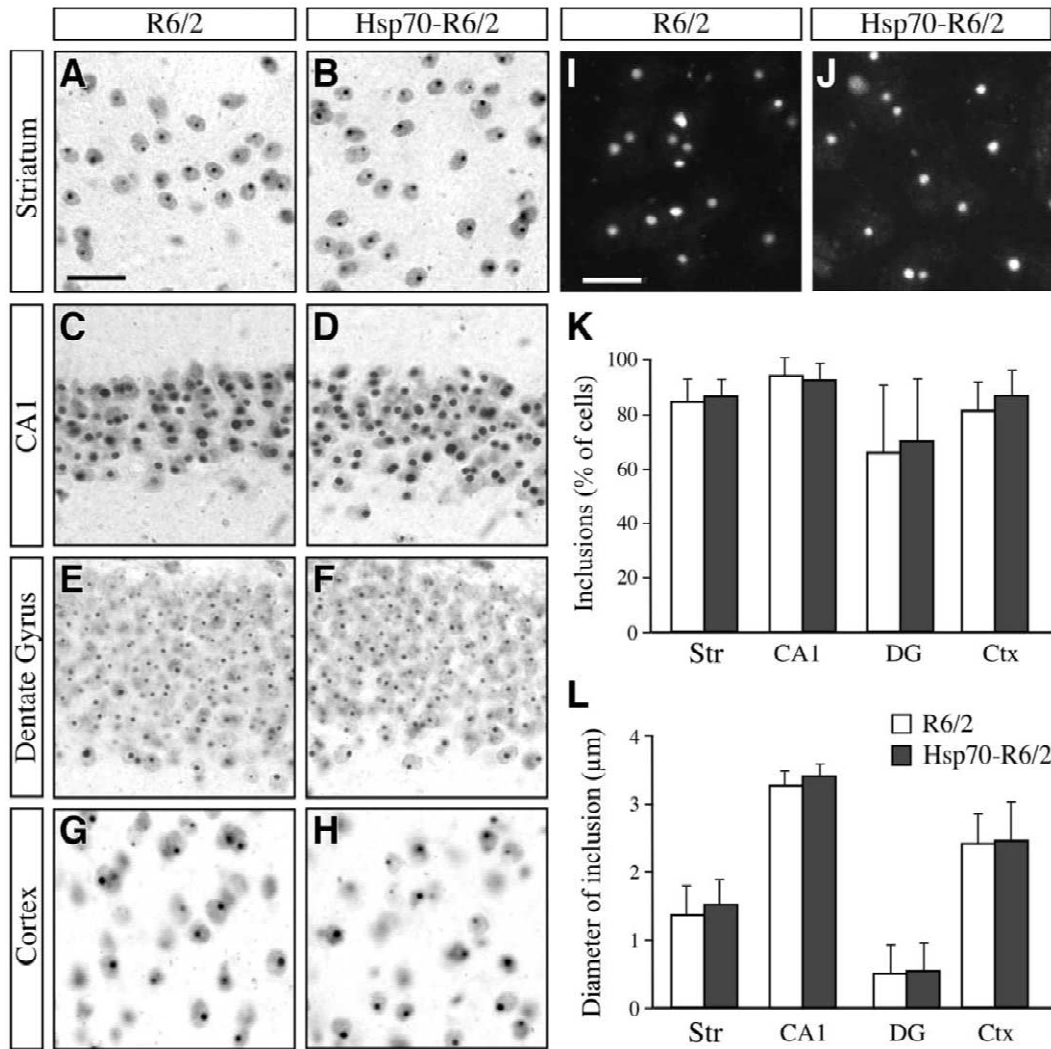 R6/2
Hsp70-R6/2
R6/2
Hsp70-R6/2
Striatum
A
B
I
J
CA1
C
D
Dentate Gyrus
E
F
Cortex
G
H
K
Inclusions (% of cells)
100
80
60
40
20
0
Str
CA1
DG
Ctx
L
R6/2
Hsp70-R6/2
Diameter of inclusion (μm)
4
3
2
1
0
Str
CA1
DG
Ctx